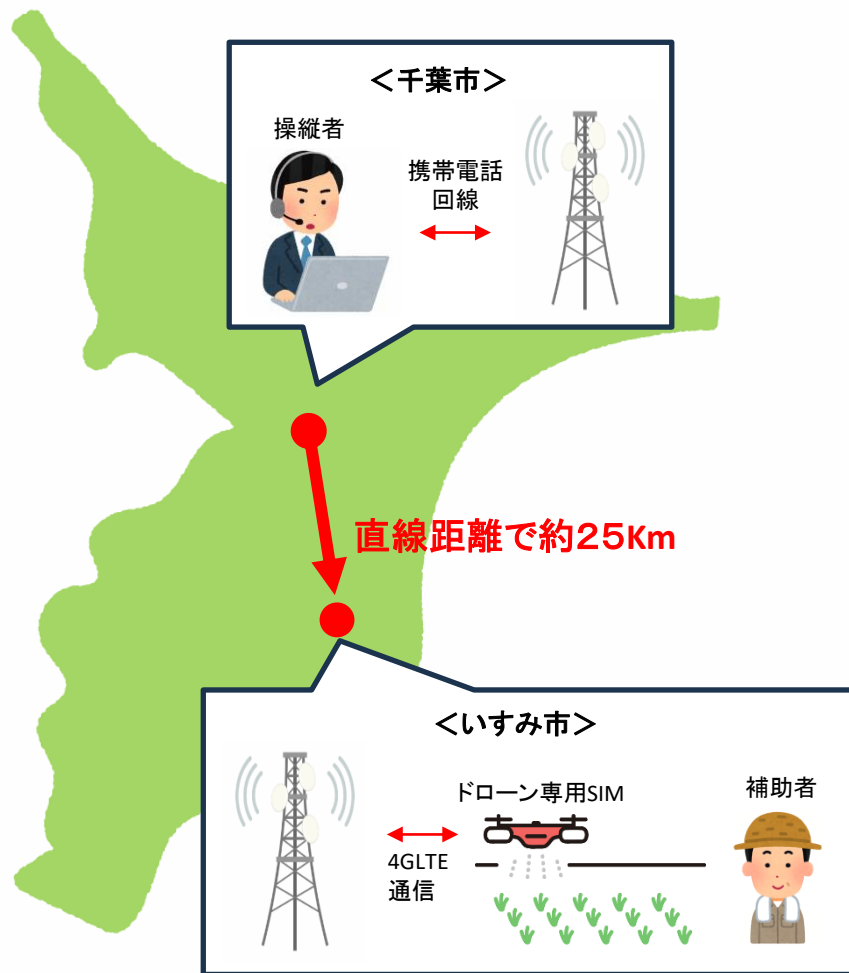 ＜千葉市＞
操縦者
携帯電話
回線
直線距離で約25Km
＜いすみ市＞
ドローン専用SIM
補助者
4GLTE
通信